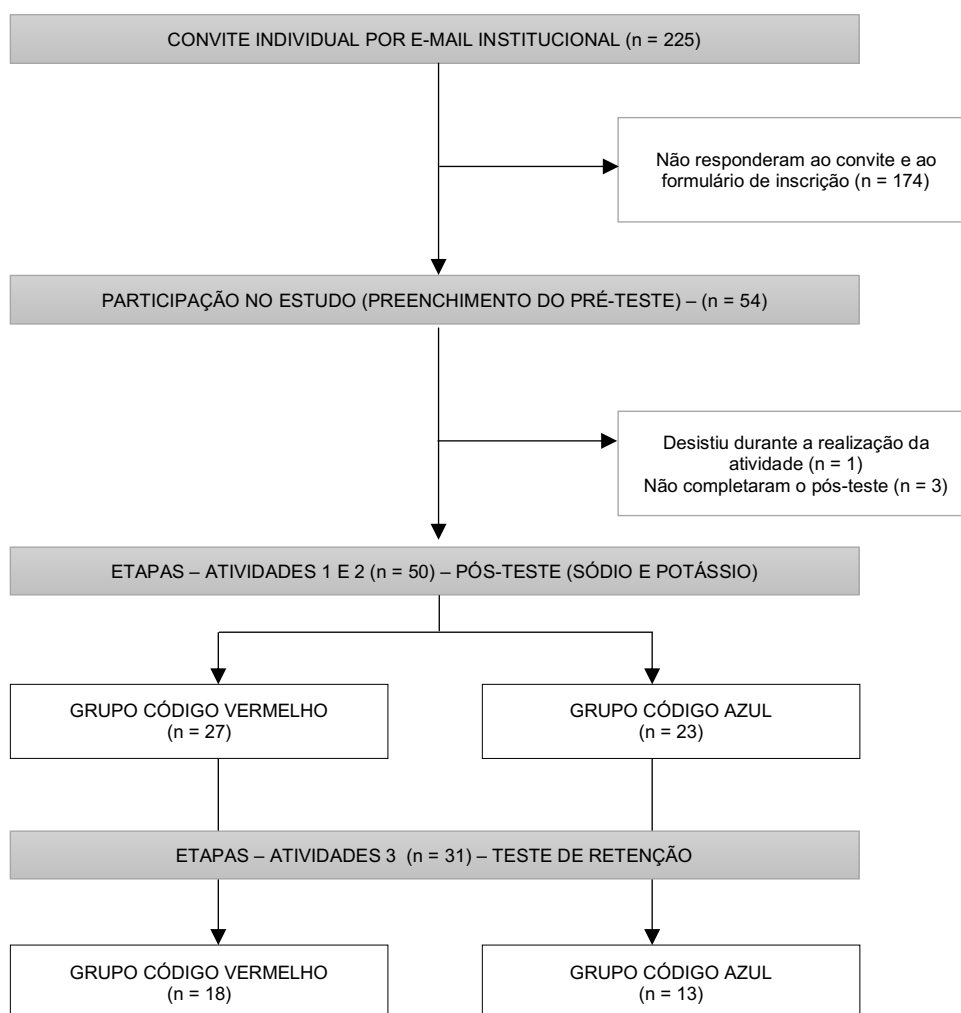 CONVITE INDIVIDUAL POR E-MAIL INSTITUCIONAL (n = 225)
Não responderam ao convite e ao
formulário de inscrição (n = 174)
PARTICIPAÇÃO NO ESTUDO (PREENCHIMENTO DO PRÉ-TESTE) – (n = 54)
Desistiu durante a realização da
atividade (n = 1)
Não completaram o pós-teste (n = 3)
ETAPAS – ATIVIDADES 1 E 2 (n = 50) – PÓS-TESTE (SÓDIO E POTÁSSIO)
GRUPO CÓDIGO VERMELHO
(n = 27)
GRUPO CÓDIGO AZUL
(n = 23)
ETAPAS – ATIVIDADES 3 (n = 31) – TESTE DE RETENÇÃO
GRUPO CÓDIGO VERMELHO
(n = 18)
GRUPO CÓDIGO AZUL
(n = 13)